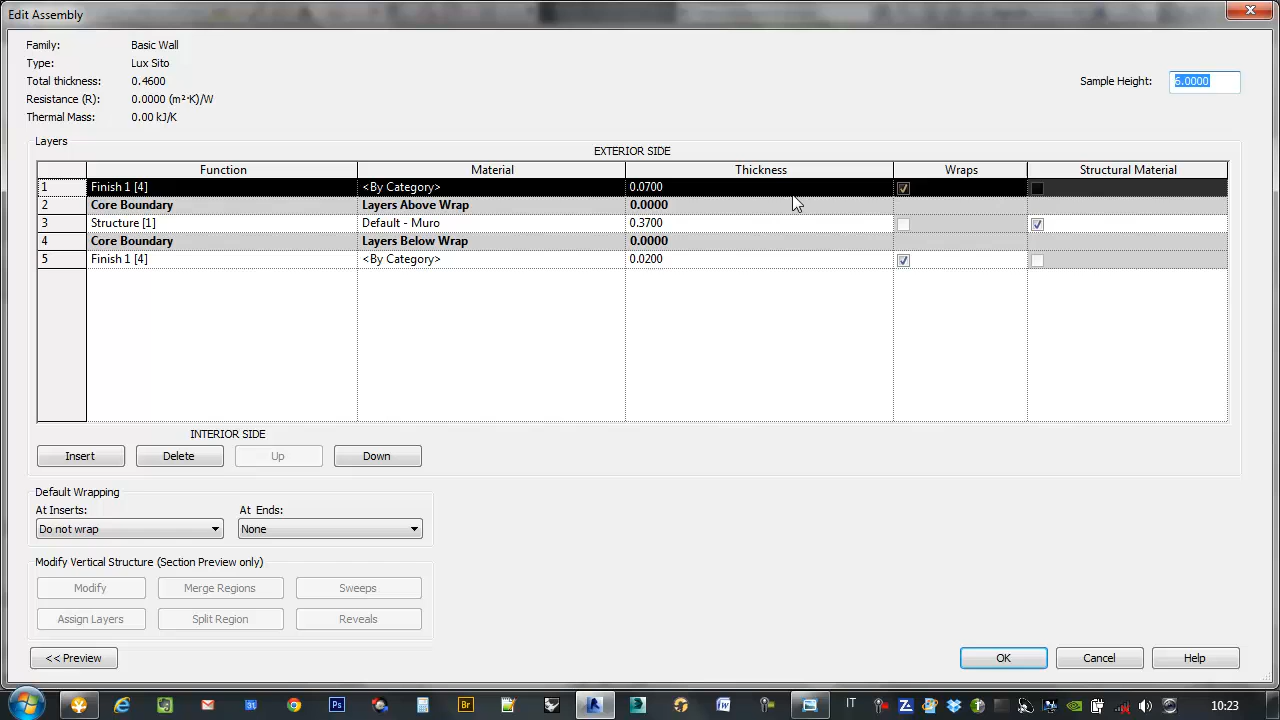 Edit Assembly
Family: Basic Wall
Type: Lux Sito
Total thickness: 0.4600
Resistance (R): 0.0000 (m²·K)/W
Thermal Mass: 0.00 kJ/K
Sample Height: 6.0000
Layers
EXTERIOR SIDE
Function Material Thickness Wraps Structural Material
1 Finish 1 [4] <By Category> 0.0700
2 Core Boundary Layers Above Wrap 0.0000
3 Structure [1] Default - Muro 0.3700
4 Core Boundary Layers Below Wrap 0.0000
5 Finish 1 [4] <By Category> 0.0200
INTERIOR SIDE
Insert Delete Up Down
Default Wrapping
At Inserts: At Ends:
Do not wrap None
Modify Vertical Structure (Section Preview only)
Modify Merge Regions Sweeps
Assign Layers Split Region Reveals
<< Preview OK Cancel Help
Ps Br W IT Z 10:23